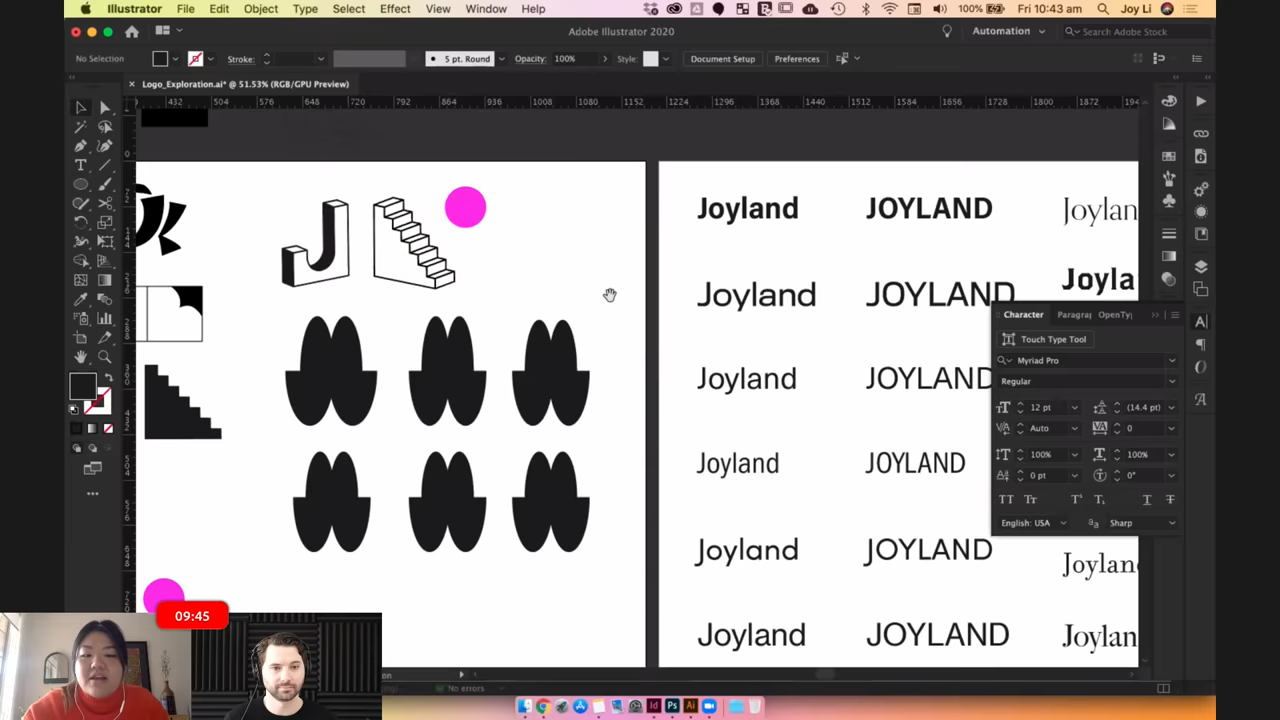 Illustrator File Edit Object Type Select Effect View Window Help 100% Fri 10:43 am Joy Li
Adobe Illustrator 2020 Automation Search Adobe Stock
No Selection Stroke: 5 pt. Round Opacity: 100% Style: Document Setup Preferences
× Logo_Exploration.ai* @ 51.53% (RGB/GPU Preview)
432 504 576 648 720 792 864 936 1008 1080 1152 1224 1296 1368 1440 1512 1584 1656 1728 1800 1872 194
Joyland JOYLAND Joylan
Joyland JOYLAND Joyla
Character Paragrap OpenTy
Touch Type Tool
Myriad Pro
Joyland JOYLAND
Regular
12 pt (14.4 pt)
Auto 0
Joyland JOYLAND
100% 100%
0 pt 0°
English: USA Sharp
Joyland JOYLAND Joylan
Joyland JOYLAND Joylan
09:45
No errors